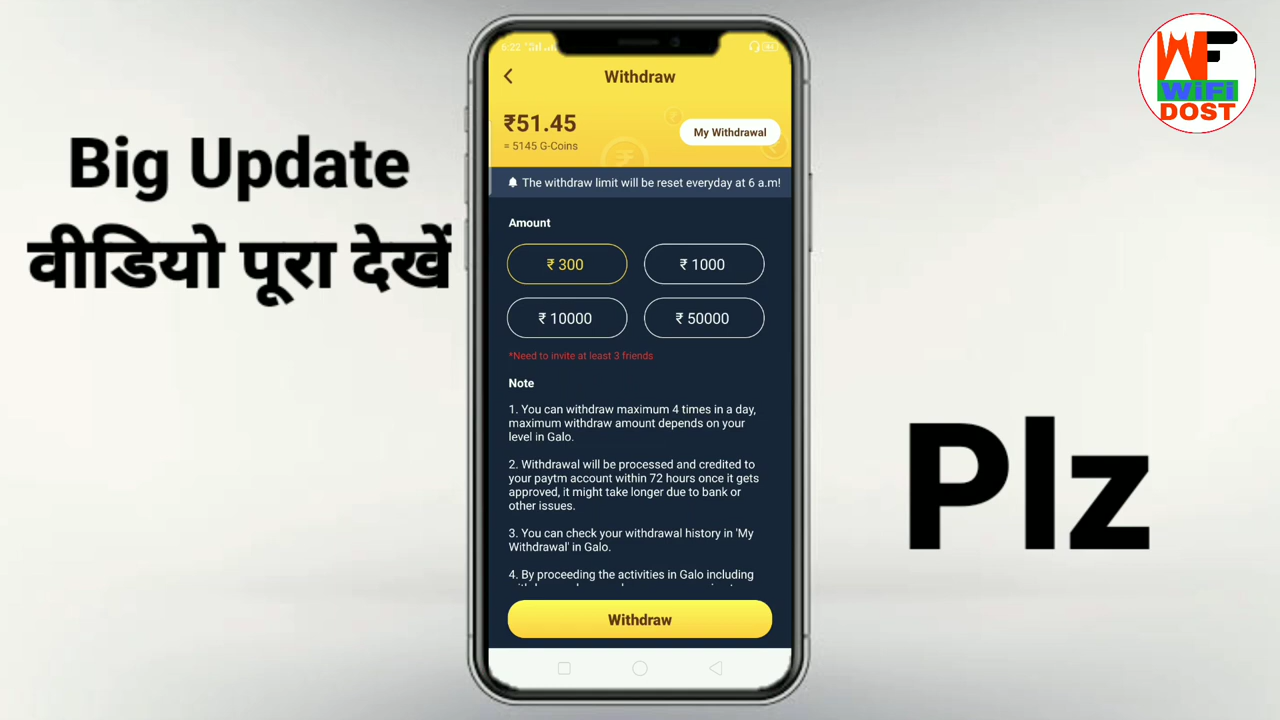 Big Update
वीडियो पूरा देखें
6:22
Withdraw
₹51.45
= 5145 G-Coins
My Withdrawal
The withdraw limit will be reset everyday at 6 a.m!
Amount
₹ 300
₹ 1000
₹ 10000
₹ 50000
*Need to invite at least 3 friends
Note
1. You can withdraw maximum 4 times in a day,
maximum withdraw amount depends on your
level in Galo.
2. Withdrawal will be processed and credited to
your paytm account within 72 hours once it gets
approved, it might take longer due to bank or
other issues.
3. You can check your withdrawal history in 'My
Withdrawal' in Galo.
4. By proceeding the activities in Galo including
Withdraw
WF
WiFi
DOST
Plz